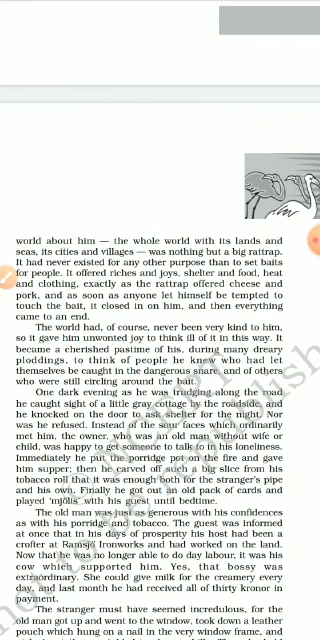 world about him — the whole world with its lands and
seas, its cities and villages — was nothing but a big rattrap.
It had never existed for any other purpose than to set baits
for people. It offered riches and joys, shelter and food, heat
and clothing, exactly as the rattrap offered cheese and
pork, and as soon as anyone let himself be tempted to
touch the bait, it closed in on him, and then everything
came to an end.
The world had, of course, never been very kind to him,
so it gave him unwonted joy to think ill of it in this way. It
became a cherished pastime of his, during many dreary
ploddings, to think of people he knew who had let
themselves be caught in the dangerous snare, and of others
who were still circling around the bait.
One dark evening as he was trudging along the road
he caught sight of a little gray cottage by the roadside, and
he knocked on the door to ask shelter for the night. Nor
was he refused. Instead of the sour faces which ordinarily
met him, the owner, who was an old man without wife or
child, was happy to get someone to talk to in his loneliness.
Immediately he put the porridge pot on the fire and gave
him supper; then he carved off such a big slice from his
tobacco roll that it was enough both for the stranger's pipe
and his own. Finally he got out an old pack of cards and
played 'mjölis' with his guest until bedtime.
The old man was just as generous with his confidences
as with his porridge and tobacco. The guest was informed
at once that in his days of prosperity his host had been a
crofter at Ramsjö Ironworks and had worked on the land.
Now that he was no longer able to do day labour, it was his
cow which supported him. Yes, that bossy was
extraordinary. She could give milk for the creamery every
day, and last month he had received all of thirty kronor in
payment.
The stranger must have seemed incredulous, for the
old man got up and went to the window, took down a leather
pouch which hung on a nail in the very window frame, and